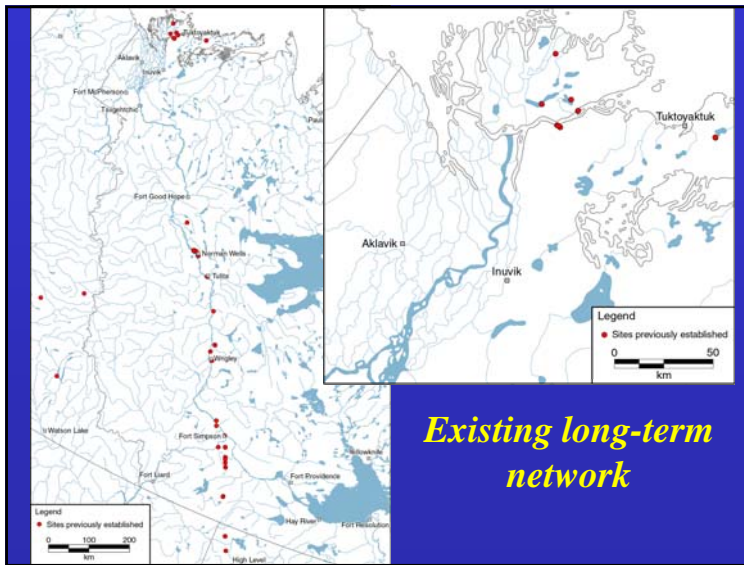 Tuktoyaktuk
Aklavik
Inuvik
Fort McPherson
Tsiigehtchic
Paul
Fort Good Hope
Norman Wells
Tulita
Wrigley
Watson Lake
Fort Simpson
Yellowknife
Fort Liard
Fort Providence
Hay River
Fort Resolution
High Level
Legend
Sites previously established
0 100 200
km
Tuktoyaktuk
Aklavik
Inuvik
Legend
Sites previously established
0 50
km
Existing long-term
network